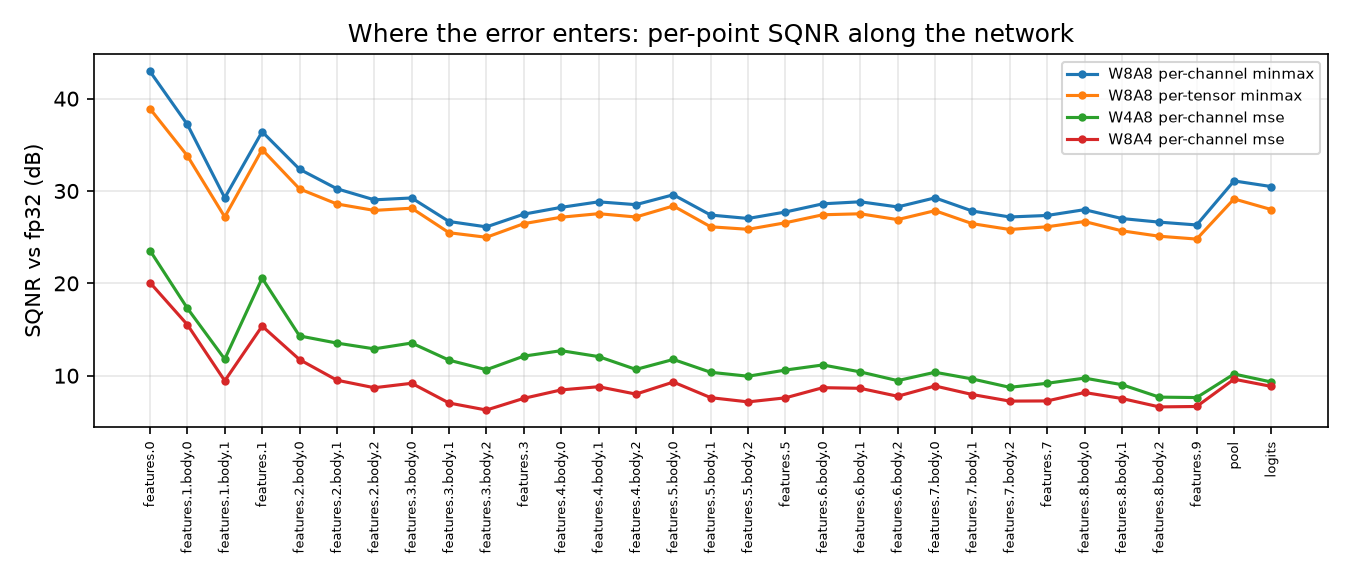 Where the error enters: per-point SQNR along the network
SQNR vs fp32 (dB)
40
30
20
10
W8A8 per-channel minmax
W8A8 per-tensor minmax
W4A8 per-channel mse
W8A4 per-channel mse
features.0
features.1.body.0
features.1.body.1
features.1
features.2.body.0
features.2.body.1
features.2.body.2
features.3.body.0
features.3.body.1
features.3.body.2
features.3
features.4.body.0
features.4.body.1
features.4.body.2
features.5.body.0
features.5.body.1
features.5.body.2
features.5
features.6.body.0
features.6.body.1
features.6.body.2
features.7.body.0
features.7.body.1
features.7.body.2
features.7
features.8.body.0
features.8.body.1
features.8.body.2
features.9
pool
logits